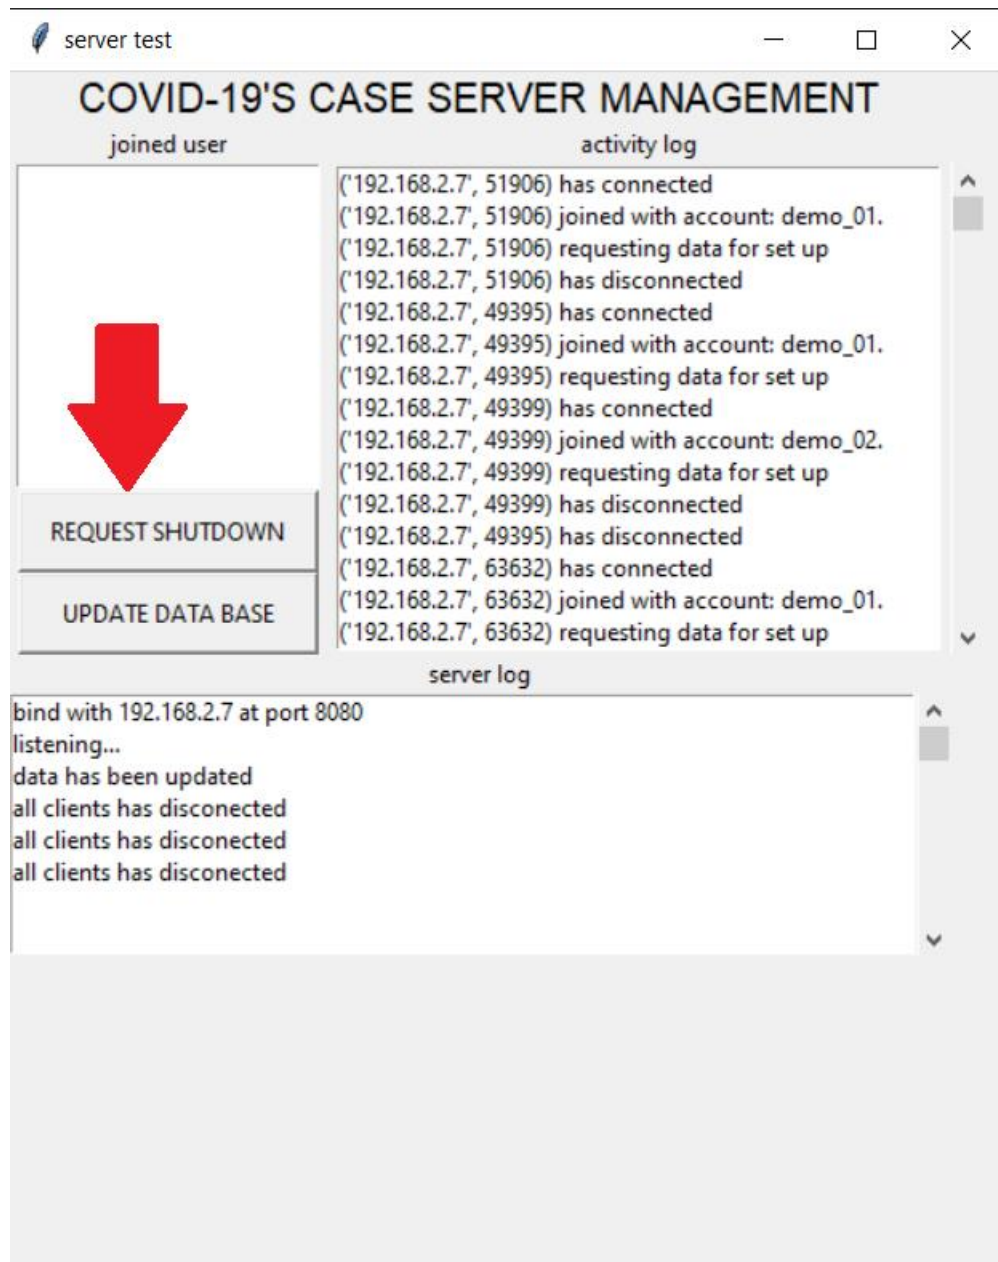 server test
COVID-19'S CASE SERVER MANAGEMENT
joined user
activity log
('192.168.2.7', 51906) has connected
('192.168.2.7', 51906) joined with account: demo_01.
('192.168.2.7', 51906) requesting data for set up
('192.168.2.7', 51906) has disconnected
('192.168.2.7', 49395) has connected
('192.168.2.7', 49395) joined with account: demo_01.
('192.168.2.7', 49395) requesting data for set up
('192.168.2.7', 49399) has connected
('192.168.2.7', 49399) joined with account: demo_02.
('192.168.2.7', 49399) requesting data for set up
('192.168.2.7', 49399) has disconnected
('192.168.2.7', 49395) has disconnected
('192.168.2.7', 63632) has connected
('192.168.2.7', 63632) joined with account: demo_01.
('192.168.2.7', 63632) requesting data for set up
REQUEST SHUTDOWN
UPDATE DATA BASE
server log
bind with 192.168.2.7 at port 8080
listening...
data has been updated
all clients has disconected
all clients has disconected
all clients has disconected